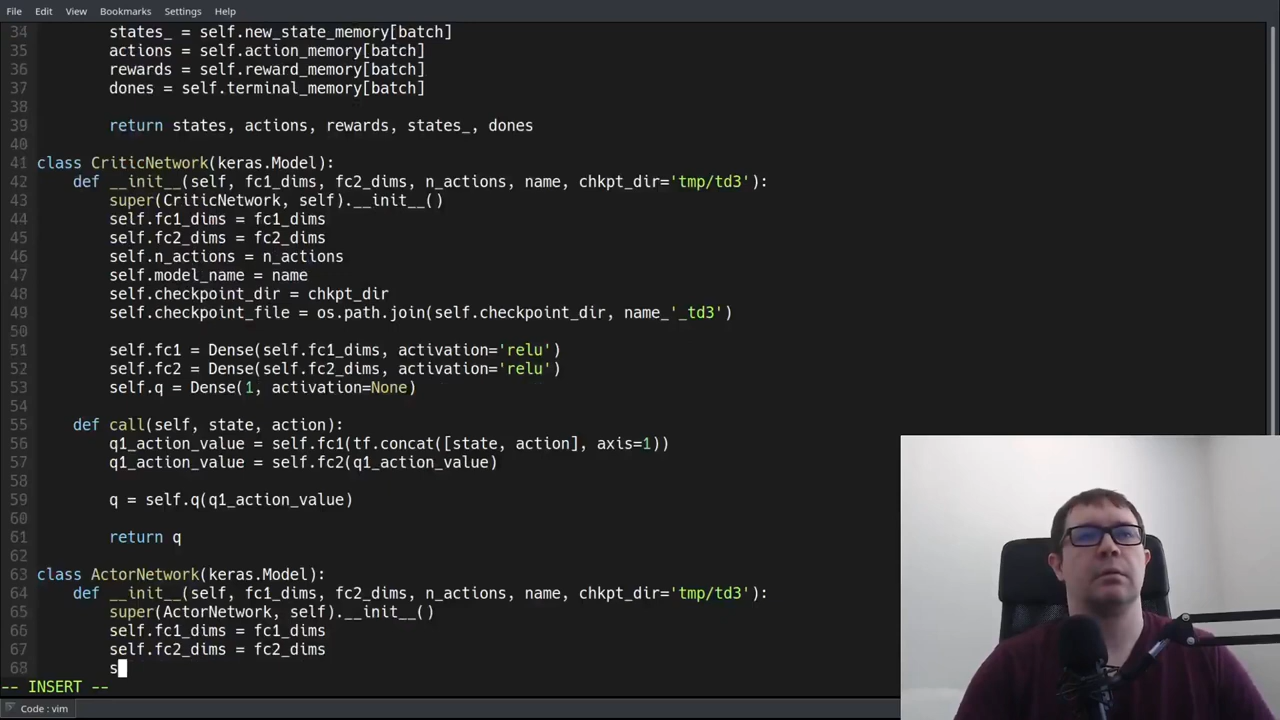 File Edit View Bookmarks Settings Help
34 states_ = self.new_state_memory[batch]
35 actions = self.action_memory[batch]
36 rewards = self.reward_memory[batch]
37 dones = self.terminal_memory[batch]
38
39 return states, actions, rewards, states_, dones
40
41 class CriticNetwork(keras.Model):
42 def __init__(self, fc1_dims, fc2_dims, n_actions, name, chkpt_dir='tmp/td3'):
43 super(CriticNetwork, self).__init__()
44 self.fc1_dims = fc1_dims
45 self.fc2_dims = fc2_dims
46 self.n_actions = n_actions
47 self.model_name = name
48 self.checkpoint_dir = chkpt_dir
49 self.checkpoint_file = os.path.join(self.checkpoint_dir, name_'_td3')
50
51 self.fc1 = Dense(self.fc1_dims, activation='relu')
52 self.fc2 = Dense(self.fc2_dims, activation='relu')
53 self.q = Dense(1, activation=None)
54
55 def call(self, state, action):
56 q1_action_value = self.fc1(tf.concat([state, action], axis=1))
57 q1_action_value = self.fc2(q1_action_value)
58
59 q = self.q(q1_action_value)
60
61 return q
62
63 class ActorNetwork(keras.Model):
64 def __init__(self, fc1_dims, fc2_dims, n_actions, name, chkpt_dir='tmp/td3'):
65 super(ActorNetwork, self).__init__()
66 self.fc1_dims = fc1_dims
67 self.fc2_dims = fc2_dims
68 s
-- INSERT --
Code : vim